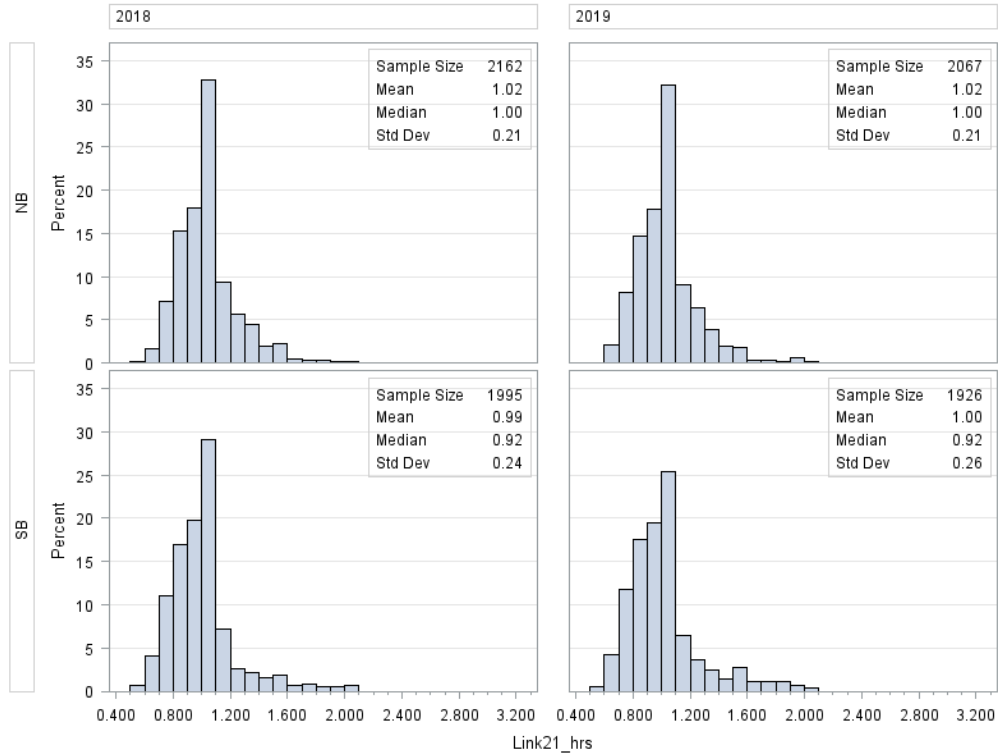 2018
2019
NB
Percent
35
30
25
20
15
10
5
0
Sample Size 2162
Mean 1.02
Median 1.00
Std Dev 0.21
Sample Size 2067
Mean 1.02
Median 1.00
Std Dev 0.21
SB
Percent
35
30
25
20
15
10
5
0
Sample Size 1995
Mean 0.99
Median 0.92
Std Dev 0.24
Sample Size 1926
Mean 1.00
Median 0.92
Std Dev 0.26
0.400 0.800 1.200 1.600 2.000 2.400 2.800 3.200
0.400 0.800 1.200 1.600 2.000 2.400 2.800 3.200
Link21_hrs